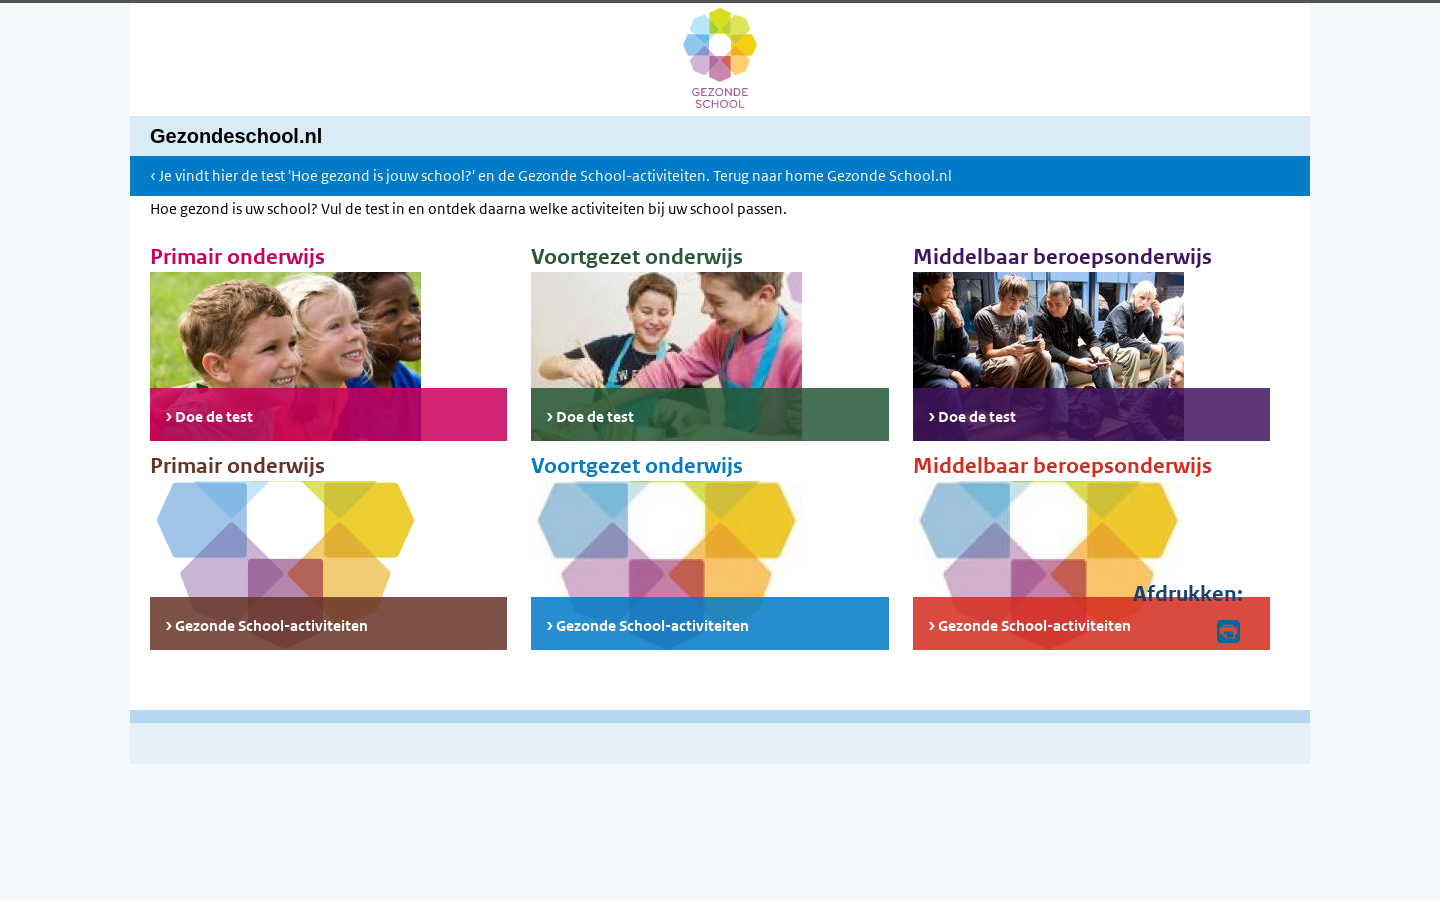 GEZONDE
SCHOOL
Gezondeschool.nl
‹ Je vindt hier de test 'Hoe gezond is jouw school?' en de Gezonde School-activiteiten. Terug naar home Gezonde School.nl
Hoe gezond is uw school? Vul de test in en ontdek daarna welke activiteiten bij uw school passen.
Primair onderwijs
Voortgezet onderwijs
Middelbaar beroepsonderwijs
› Doe de test
› Doe de test
› Doe de test
Primair onderwijs
Voortgezet onderwijs
Middelbaar beroepsonderwijs
Afdrukken:
› Gezonde School-activiteiten
› Gezonde School-activiteiten
› Gezonde School-activiteiten